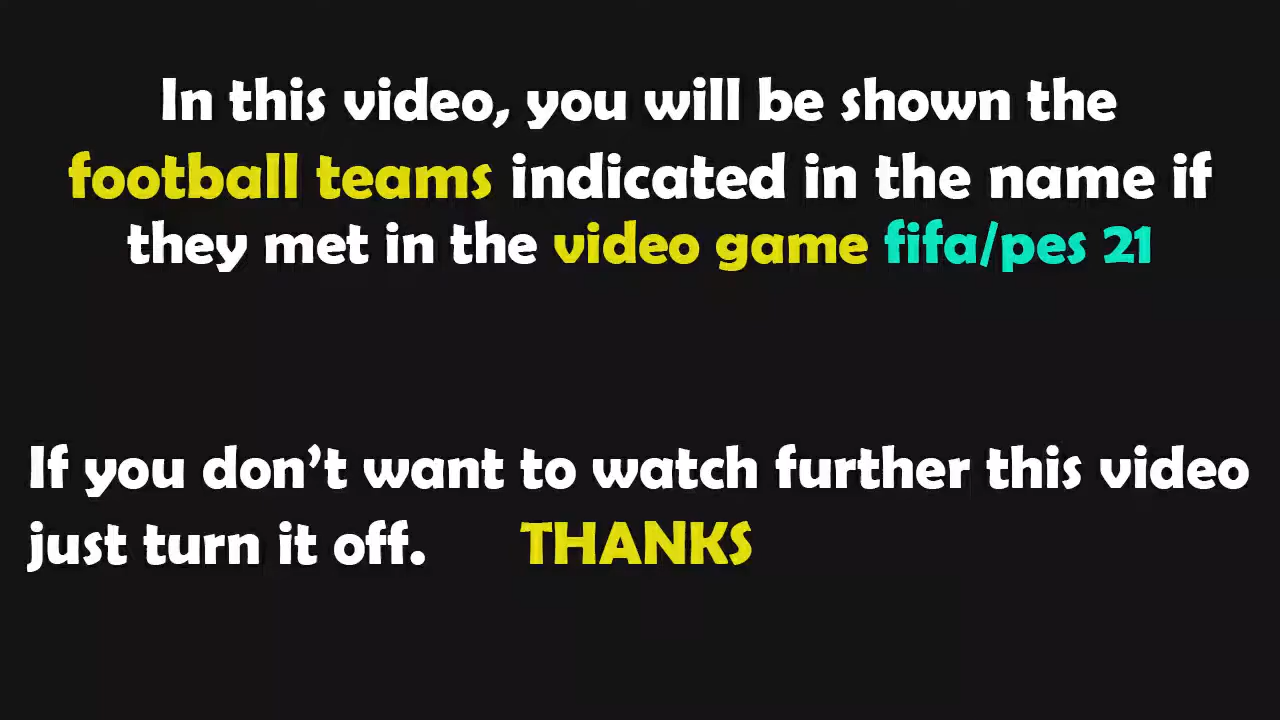 In this video, you will be shown the
football teams indicated in the name if
they met in the video game fifa/pes 21
If you don't want to watch further this video
just turn it off. THANKS